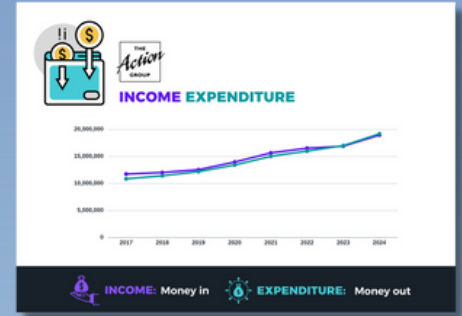 THE
Action
GROUP
INCOME EXPENDITURE
20,000,000
15,000,000
10,000,000
5,000,000
0
2017 2018 2019 2020 2021 2022 2023 2024
INCOME: Money in EXPENDITURE: Money out